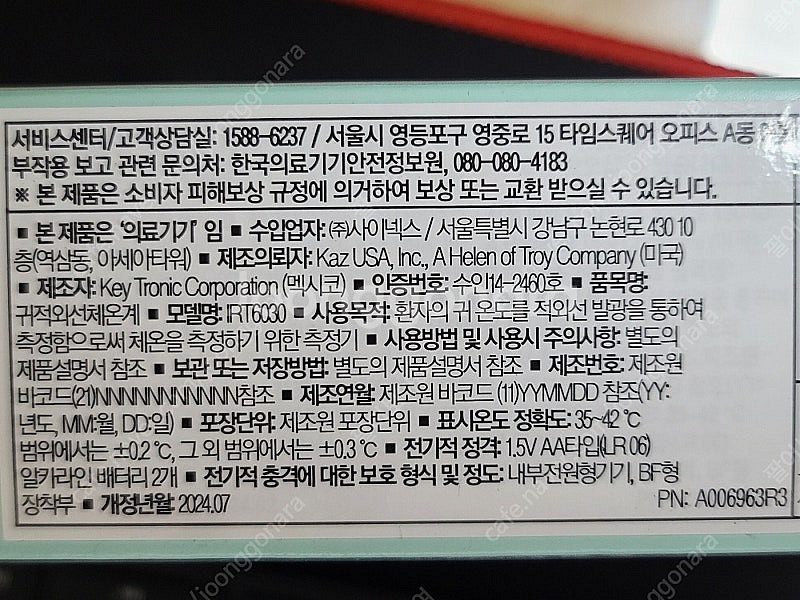 서비스센터/고객상담실: 1588-6237 / 서울시 영등포구 영중로 15 타임스퀘어 오피스 A동
부작용 보고 관련 문의처: 한국의료기기안전정보원, 080-080-4183
※ 본 제품은 소비자 피해보상 규정에 의거하여 보상 또는 교환 받으실 수 있습니다.
■ 본 제품은 '의료기기' 임 ■ 수입업자: ㈜사이넥스 / 서울특별시 강남구 논현로 430 10
층(역삼동, 아세아타워) ■ 제조의뢰자: Kaz USA, Inc., A Helen of Troy Company (미국)
■ 제조자: Key Tronic Corporation (멕시코) ■ 인증번호: 수인14-2460호 ■ 품목명:
귀적외선체온계 ■ 모델명: IRT6030 ■ 사용목적: 환자의 귀 온도를 적외선 발광을 통하여
측정함으로써 체온을 측정하기 위한 측정기 ■ 사용방법 및 사용시 주의사항: 별도의
제품설명서 참조 ■ 보관 또는 저장방법: 별도의 제품설명서 참조 ■ 제조번호: 제조원
바코드(21)NNNNNNNNNNN참조 ■ 제조연월: 제조원 바코드 (11)YYMMDD 참조(YY:
년도, MM:월, DD:일) ■ 포장단위: 제조원 포장단위 ■ 표시온도 정확도: 35~42 ℃
범위에서는 ±0.2 ℃, 그 외 범위에서는 ±0.3 ℃ ■ 전기적 정격: 1.5V AA타입(LR 06)
알카라인 배터리 2개 ■ 전기적 충격에 대한 보호 형식 및 정도: 내부전원형기기, BF형
장착부 ■ 개정년월: 2024.07
PN: A006963R3
joonggonara